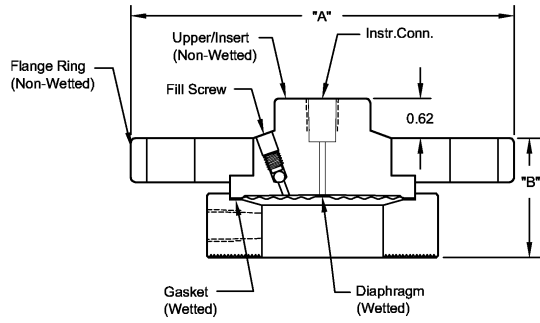 "A"
Upper/Insert
(Non-Wetted)
Instr.Conn.
Flange Ring
(Non-Wetted)
Fill Screw
0.62
"B"
Gasket
(Wetted)
Diaphragm
(Wetted)